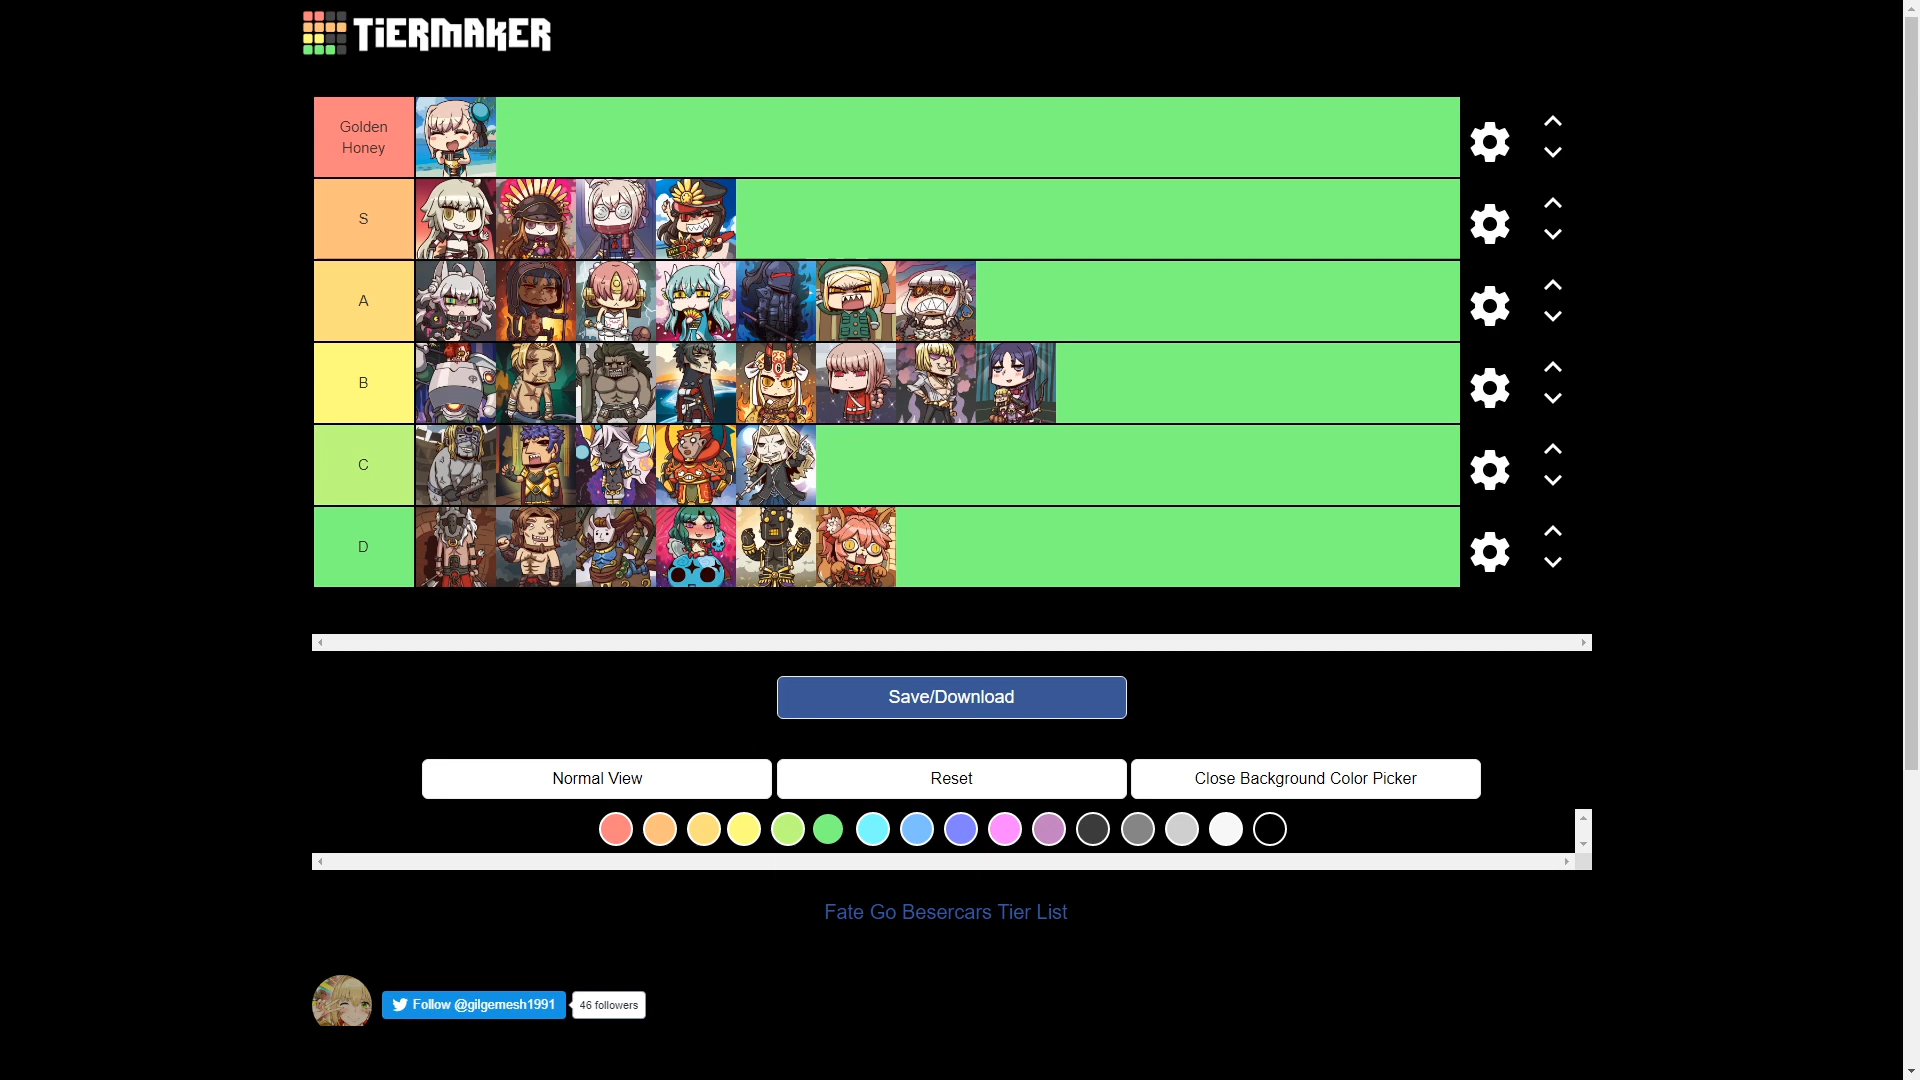 TiERMAKER
Golden
Honey
S
A
B
C
D
Save/Download
Normal View
Reset
Close Background Color Picker
Fate Go Besercars Tier List
Follow @gilgemesh1991
46 followers